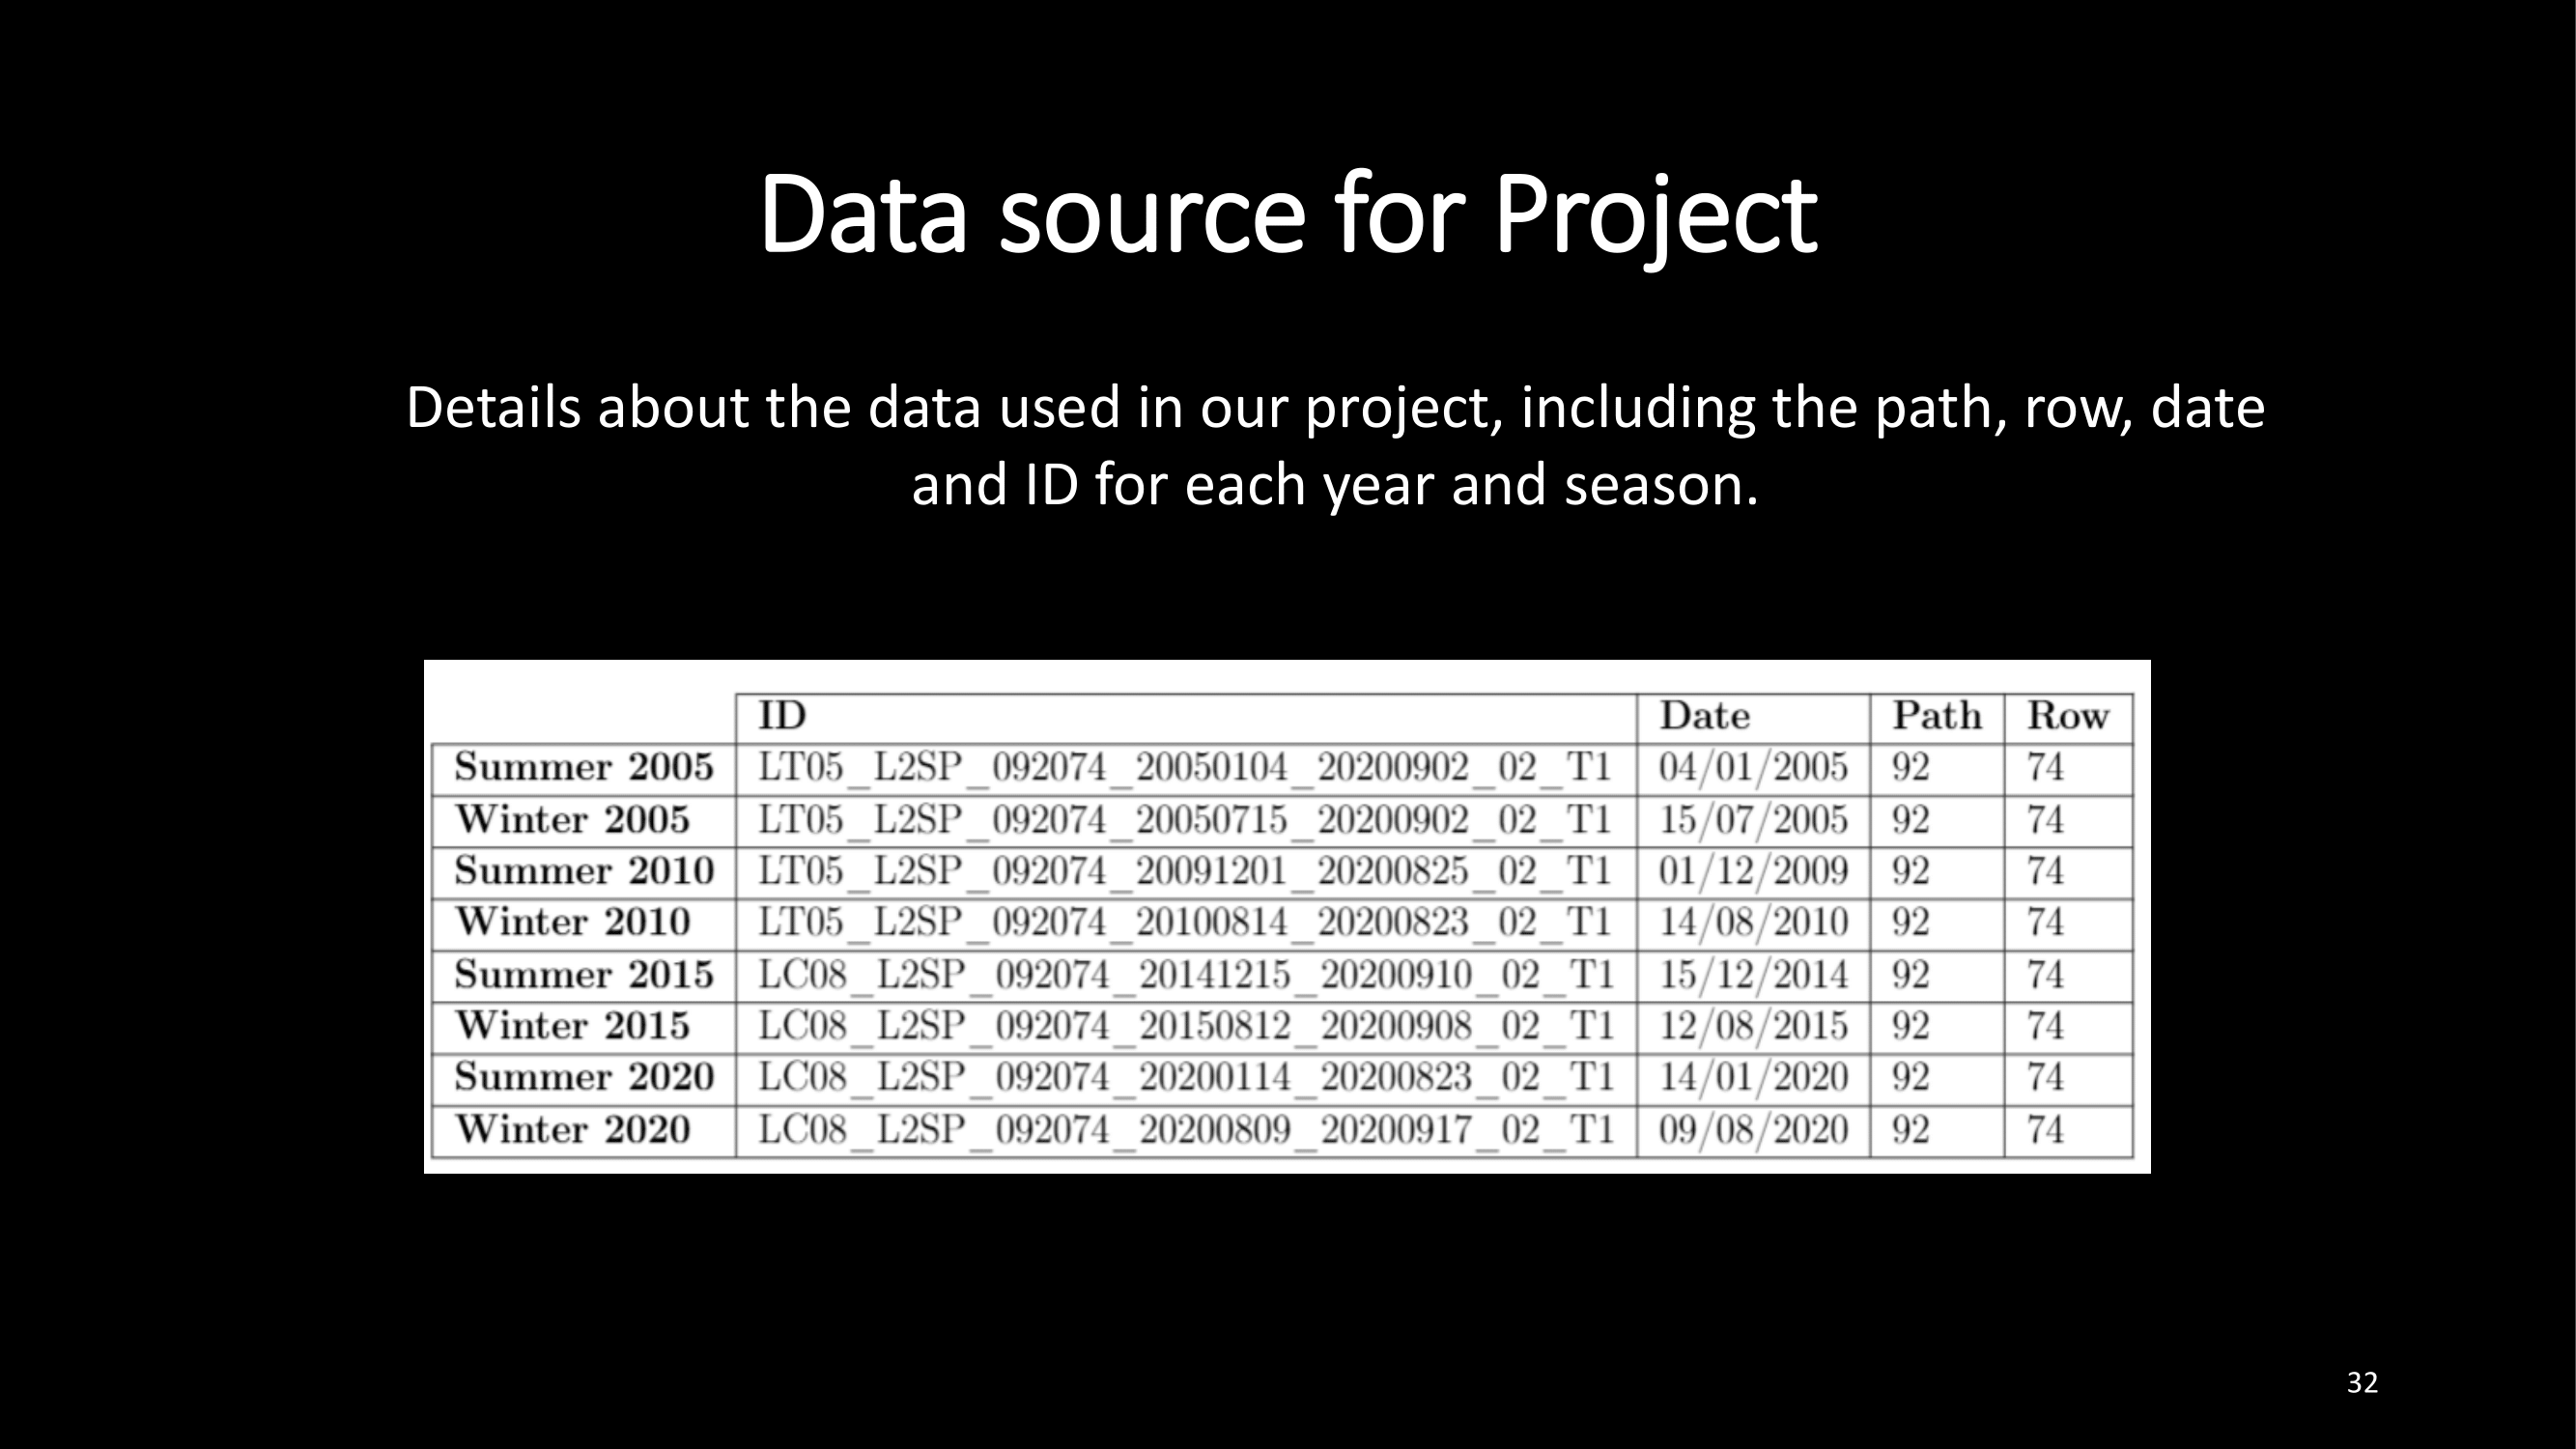 Data source for Project
Details about the data used in our project, including the path, row, date
and ID for each year and season.
ID Date Path Row
Summer 2005 LT05_L2SP_092074_20050104_20200902_02_T1 04/01/2005 92 74
Winter 2005 LT05_L2SP_092074_20050715_20200902_02_T1 15/07/2005 92 74
Summer 2010 LT05_L2SP_092074_20091201_20200825_02_T1 01/12/2009 92 74
Winter 2010 LT05_L2SP_092074_20100814_20200823_02_T1 14/08/2010 92 74
Summer 2015 LC08_L2SP_092074_20141215_20200910_02_T1 15/12/2014 92 74
Winter 2015 LC08_L2SP_092074_20150812_20200908_02_T1 12/08/2015 92 74
Summer 2020 LC08_L2SP_092074_20200114_20200823_02_T1 14/01/2020 92 74
Winter 2020 LC08_L2SP_092074_20200809_20200917_02_T1 09/08/2020 92 74
32